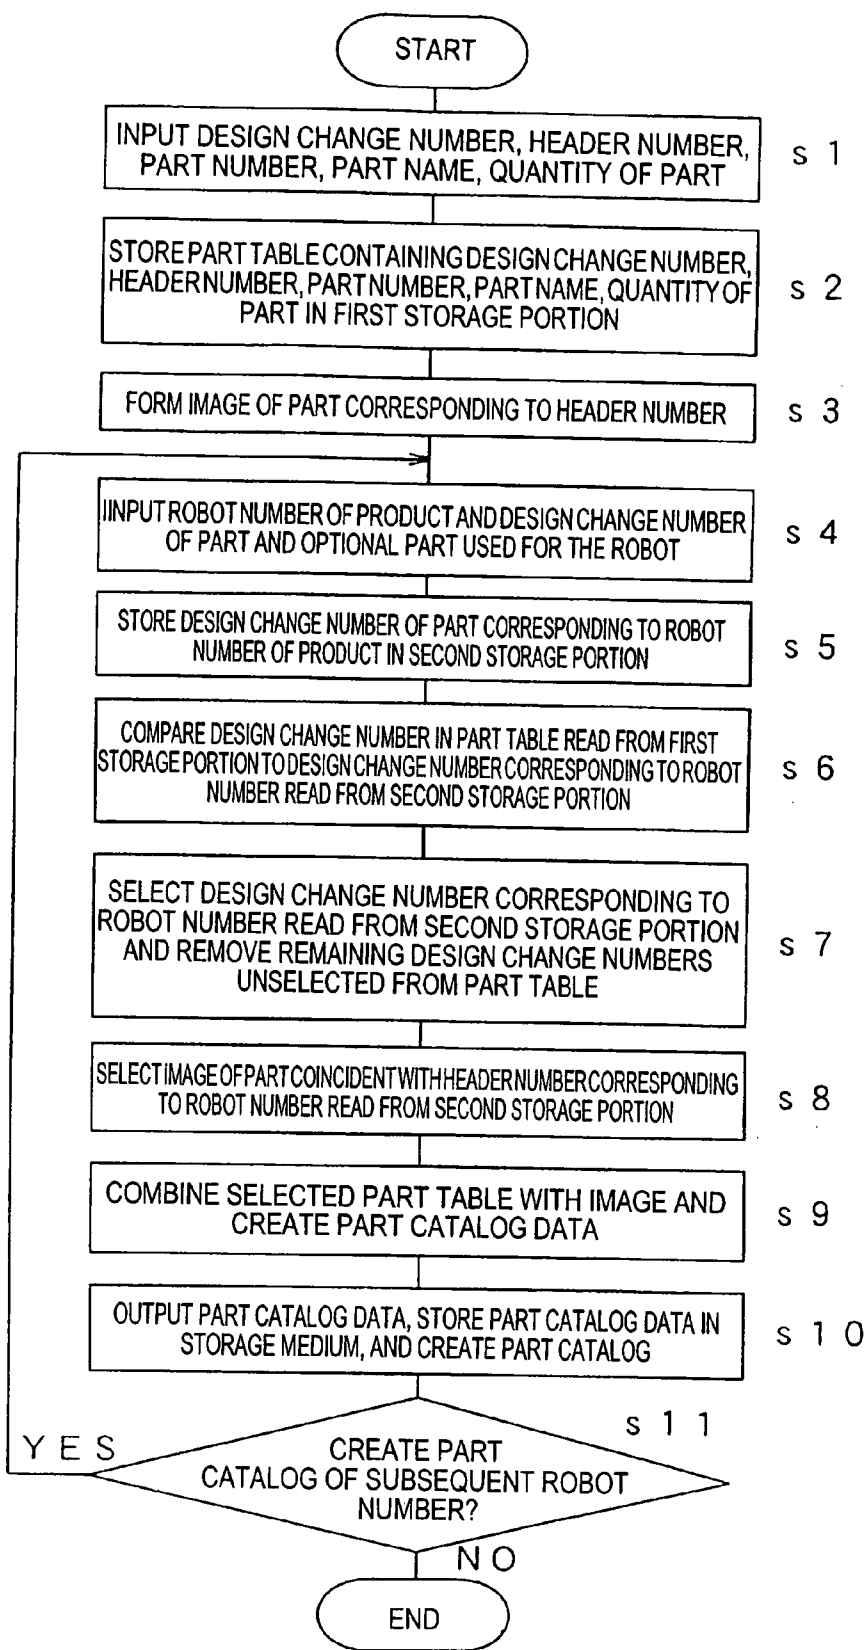 START
INPUT DESIGN CHANGE NUMBER, HEADER NUMBER,
PART NUMBER, PART NAME, QUANTITY OF PART
s 1
STORE PART TABLE CONTAINING DESIGN CHANGE NUMBER,
HEADER NUMBER, PART NUMBER, PART NAME, QUANTITY OF
PART IN FIRST STORAGE PORTION
s 2
FORM IMAGE OF PART CORRESPONDING TO HEADER NUMBER
s 3
IINPUT ROBOT NUMBER OF PRODUCT AND DESIGN CHANGE NUMBER
OF PART AND OPTIONAL PART USED FOR THE ROBOT
s 4
STORE DESIGN CHANGE NUMBER OF PART CORRESPONDING TO ROBOT
NUMBER OF PRODUCT IN SECOND STORAGE PORTION
s 5
COMPARE DESIGN CHANGE NUMBER IN PART TABLE READ FROM FIRST
STORAGE PORTION TO DESIGN CHANGE NUMBER CORRESPONDING TO ROBOT
NUMBER READ FROM SECOND STORAGE PORTION
s 6
SELECT DESIGN CHANGE NUMBER CORRESPONDING TO
ROBOT NUMBER READ FROM SECOND STORAGE PORTION
AND REMOVE REMAINING DESIGN CHANGE NUMBERS
UNSELECTED FROM PART TABLE
s 7
SELECT IMAGE OF PART COINCIDENT WITH HEADER NUMBER CORRESPONDING
TO ROBOT NUMBER READ FROM SECOND STORAGE PORTION
s 8
COMBINE SELECTED PART TABLE WITH IMAGE AND
CREATE PART CATALOG DATA
s 9
OUTPUT PART CATALOG DATA, STORE PART CATALOG DATA IN
STORAGE MEDIUM, AND CREATE PART CATALOG
s 10
s 11
YES
CREATE PART
CATALOG OF SUBSEQUENT ROBOT
NUMBER?
NO
END